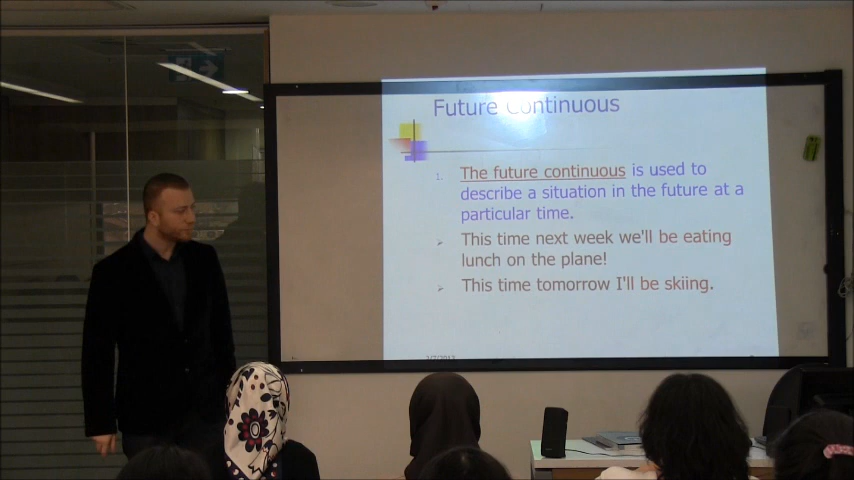 Future Continuous
1. The future continuous is used to
describe a situation in the future at a
particular time.
➢ This time next week we'll be eating
lunch on the plane!
➢ This time tomorrow I'll be skiing.